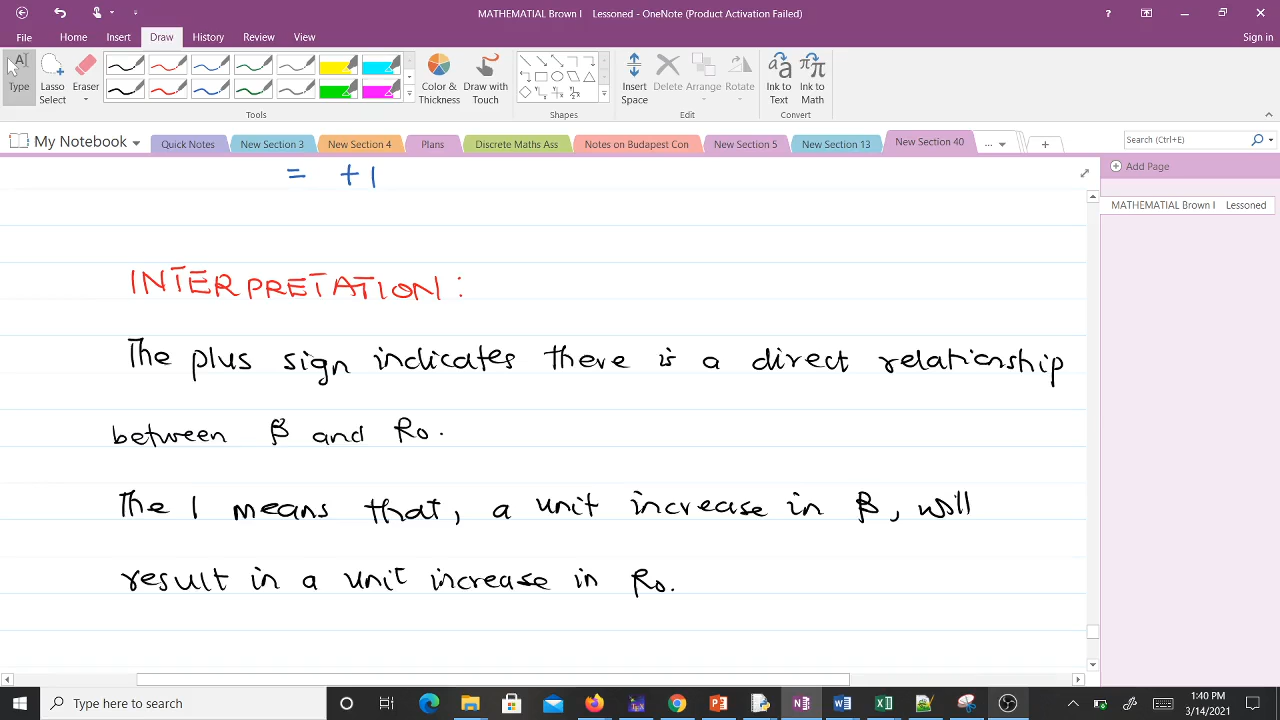 MATHEMATIAL Brown I Lessoned - OneNote (Product Activation Failed)
File Home Insert Draw History Review View
Sign in
Type
Lasso Select
Eraser
Color & Thickness
Draw with Touch
Insert Space
Delete
Arrange
Rotate
Ink to Text
Ink to Math
Tools
Shapes
Edit
Convert
My Notebook
Quick Notes
New Section 3
New Section 4
Plans
Discrete Maths Ass
Notes on Budapest Con
New Section 5
New Section 13
New Section 40
...
Search (Ctrl+E)
Add Page
MATHEMATIAL Brown I Lessoned
= +1
INTERPRETATION:
The plus sign indicates there is a direct relationship
between β and Ro.
The 1 means that, a unit increase in β, will
result in a unit increase in Ro.
Type here to search
1:40 PM
3/14/2021